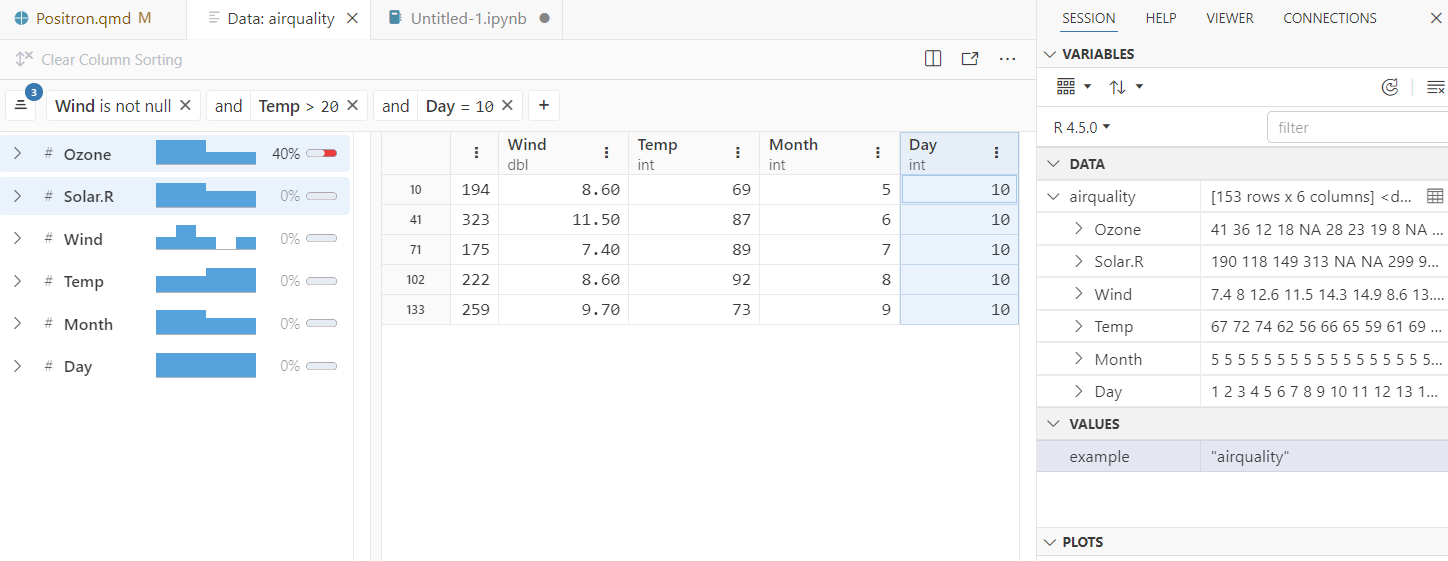 Positron.qmd M Data: airquality Untitled-1.ipynb
Clear Column Sorting
3 Wind is not null and Temp > 20 and Day = 10 +
# Ozone 40%
# Solar.R 0%
# Wind 0%
# Temp 0%
# Month 0%
# Day 0%
Wind Temp Month Day
dbl int int int
10 194 8.60 69 5 10
41 323 11.50 87 6 10
71 175 7.40 89 7 10
102 222 8.60 92 8 10
133 259 9.70 73 9 10
SESSION HELP VIEWER CONNECTIONS
VARIABLES
R 4.5.0 filter
DATA
airquality [153 rows x 6 columns] <d...
Ozone 41 36 12 18 NA 28 23 19 8 NA ...
Solar.R 190 118 149 313 NA NA 299 9...
Wind 7.4 8 12.6 11.5 14.3 14.9 8.6 13....
Temp 67 72 74 62 56 66 65 59 61 69 ...
Month 5 5 5 5 5 5 5 5 5 5 5 5 5 5 5 5 5...
Day 1 2 3 4 5 6 7 8 9 10 11 12 13 1...
VALUES
example "airquality"
PLOTS